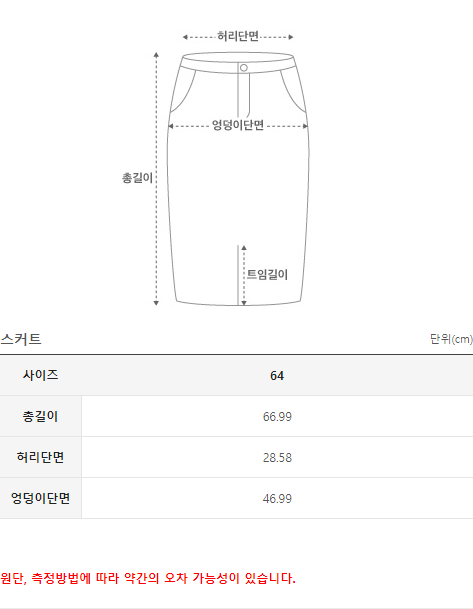 허리단면
엉덩이단면
총길이
트임길이
스커트 단위(cm)
사이즈 64
총길이 66.99
허리단면 28.58
엉덩이단면 46.99
원단, 측정방법에 따라 약간의 오차 가능성이 있습니다.